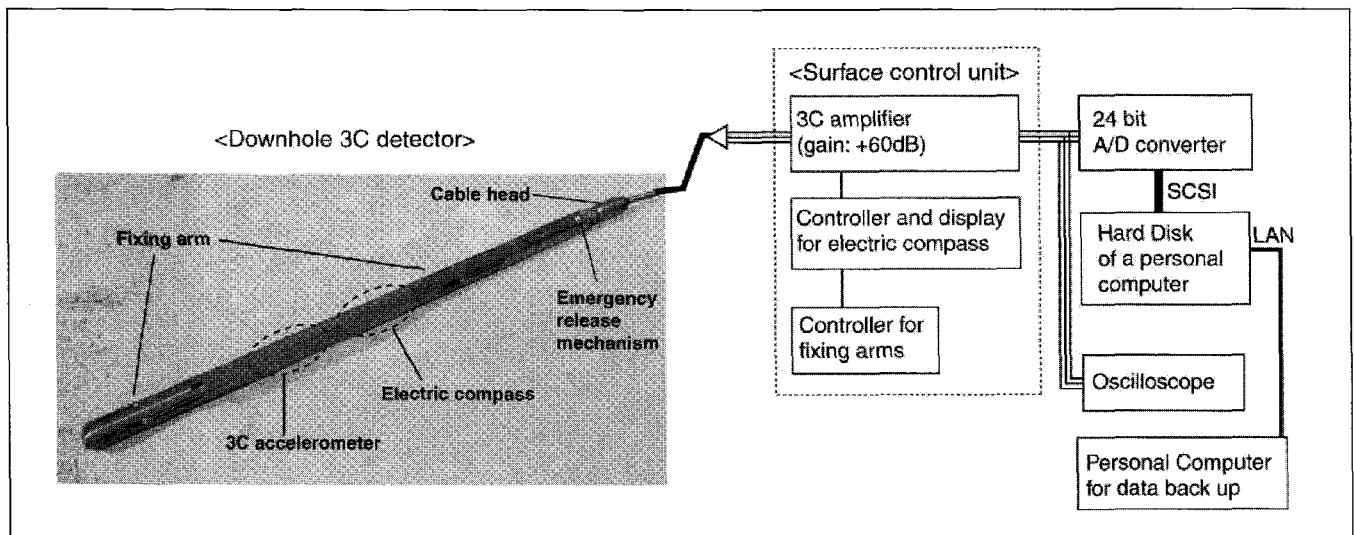 <Downhole 3C detector>
Cable head
Fixing arm
Emergency
release
mechanism
Electric compass
3C accelerometer
<Surface control unit>
3C amplifier
(gain: +60dB)
Controller and display
for electric compass
Controller for
fixing arms
24 bit
A/D converter
SCSI
Hard Disk
of a personal
computer
LAN
Oscilloscope
Personal Computer
for data back up